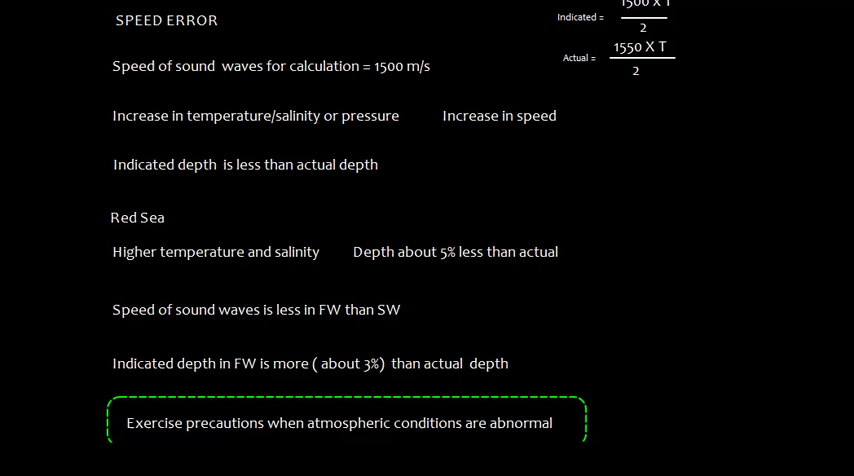 SPEED ERROR
Indicated = 1500 X T
2
Speed of sound waves for calculation = 1500 m/s
Actual = 1550 X T
2
Increase in temperature/salinity or pressure Increase in speed
Indicated depth is less than actual depth
Red Sea
Higher temperature and salinity Depth about 5% less than actual
Speed of sound waves is less in FW than SW
Indicated depth in FW is more ( about 3%) than actual depth
Exercise precautions when atmospheric conditions are abnormal